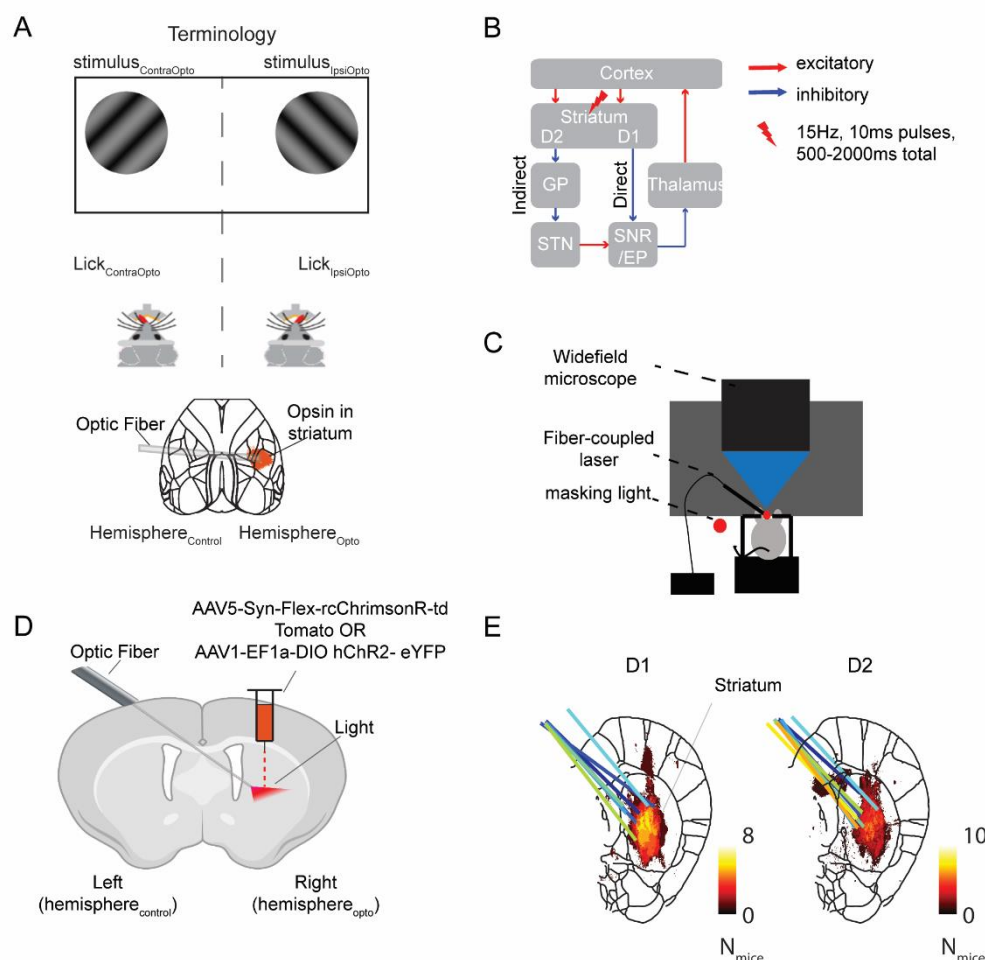 A
Terminology
stimulusContraOpto
stimulusIpsiOpto
LickContraOpto
LickIpsiOpto
Optic Fiber
Opsin in
striatum
HemisphereControl
HemisphereOpto
B
Cortex
Striatum
D2
D1
Indirect
GP
Direct
Thalamus
STN
SNR
/EP
excitatory
inhibitory
15Hz, 10ms pulses,
500-2000ms total
C
Widefield
microscope
Fiber-coupled
laser
masking light
D
AAV5-Syn-Flex-rcChrimsonR-td
Tomato OR
AAV1-EF1a-DIO hChR2- eYFP
Optic Fiber
Light
Left
(hemispherecontrol)
Right
(hemisphereopto)
E
D1
D2
Striatum
8
0
Nmice
10
0
Nmice